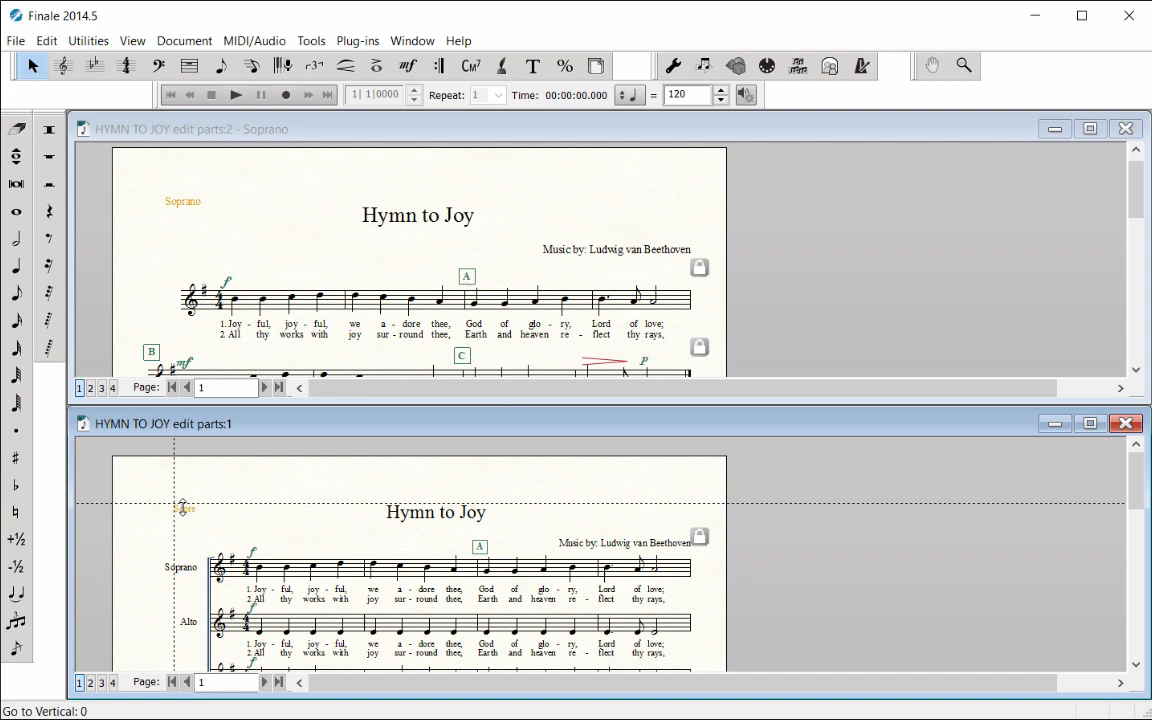 Finale 2014.5
File Edit Utilities View Document MIDI/Audio Tools Plug-ins Window Help
mf CM7 T %
1| 1|0000 Repeat: 1 Time: 00:00:00.000 = 120
HYMN TO JOY edit parts:2 - Soprano
Soprano
Hymn to Joy
Music by: Ludwig van Beethoven
f A
1. Joy - ful, joy - ful, we a - dore thee, God of glo - ry, Lord of love;
2. All thy works with joy sur - round thee, Earth and heaven re - flect thy rays,
B mf C p
1 2 3 4 Page: 1
HYMN TO JOY edit parts:1
Score
Hymn to Joy
Music by: Ludwig van Beethoven
f A
Soprano
1. Joy - ful, joy - ful, we a - dore thee, God of glo - ry, Lord of love;
2. All thy works with joy sur - round thee, Earth and heaven re - flect thy rays,
f
Alto
1. Joy - ful, joy - ful, we a - dore thee, God of glo - ry, Lord of love;
2. All thy works with joy sur - round thee, Earth and heaven re - flect thy rays,
f
1 2 3 4 Page: 1
+½
-½
Go to Vertical: 0